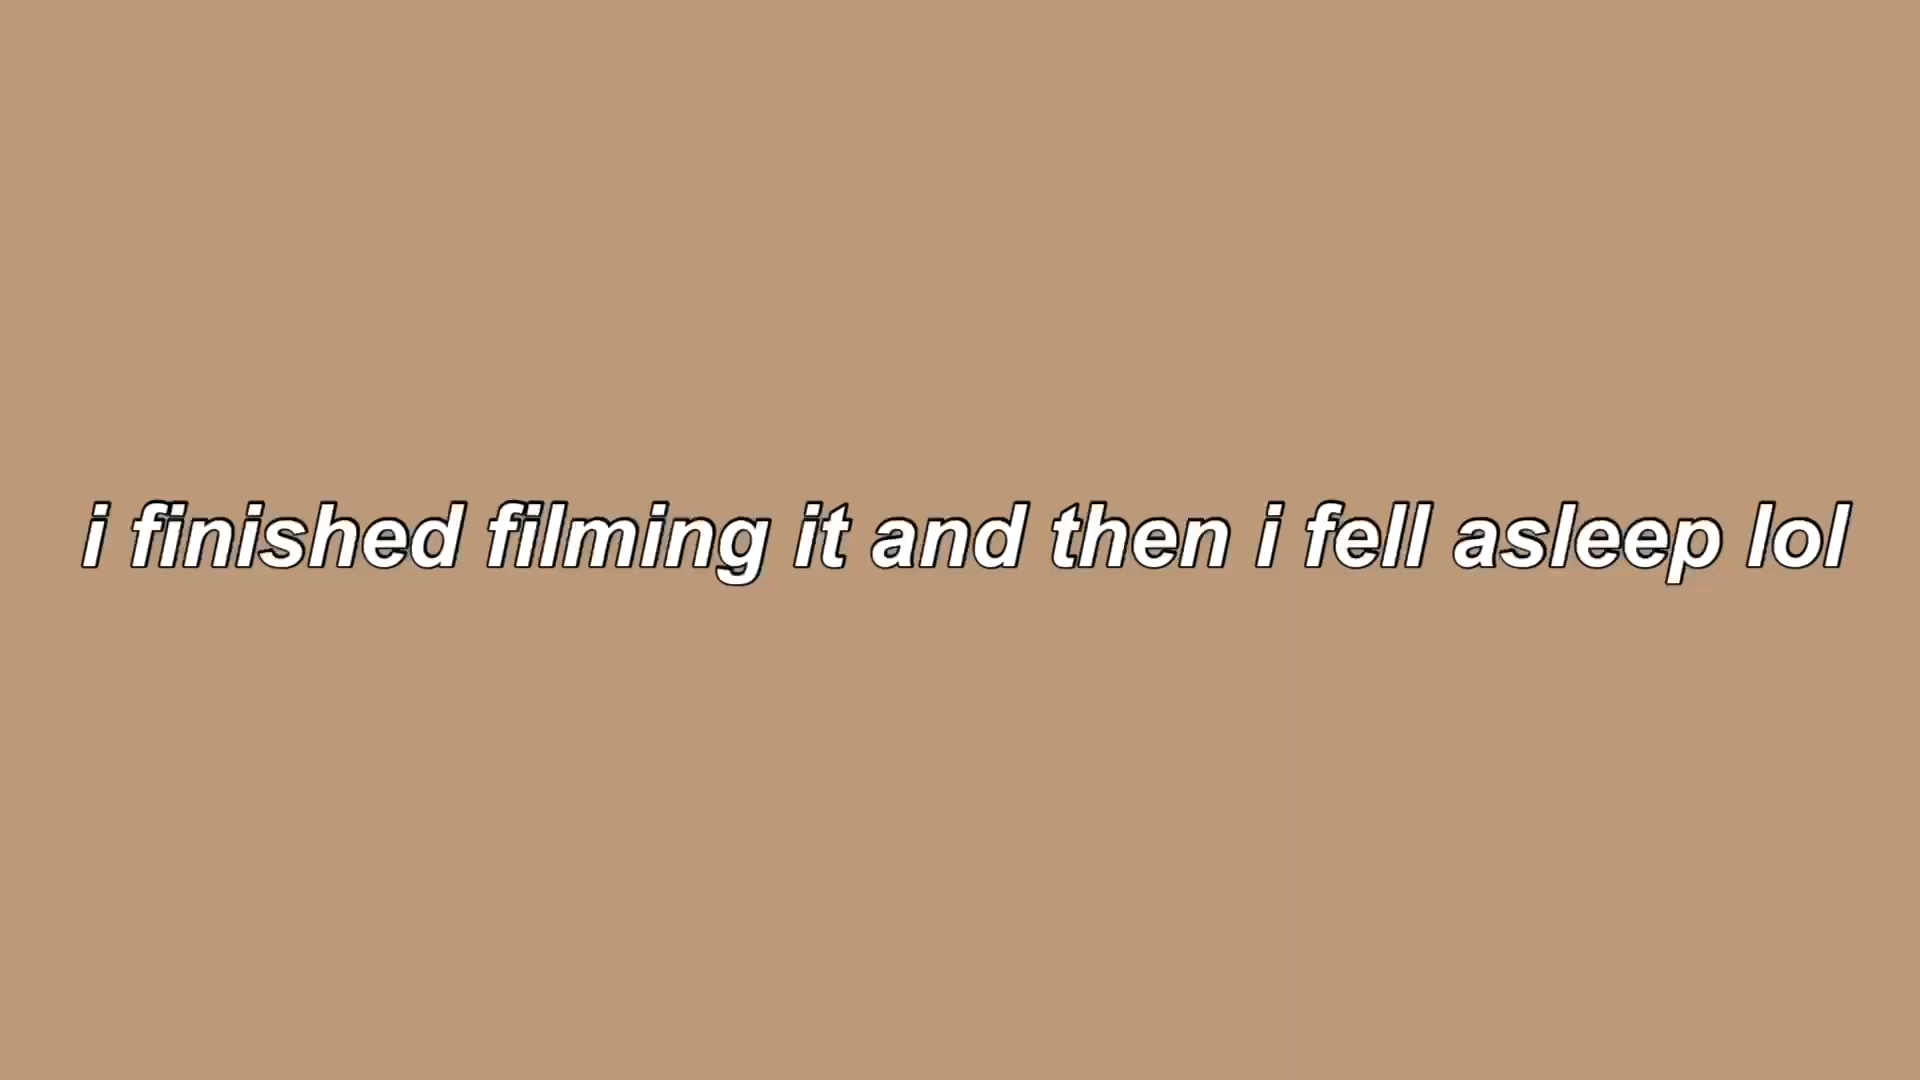 i finished filming it and then i fell asleep lol